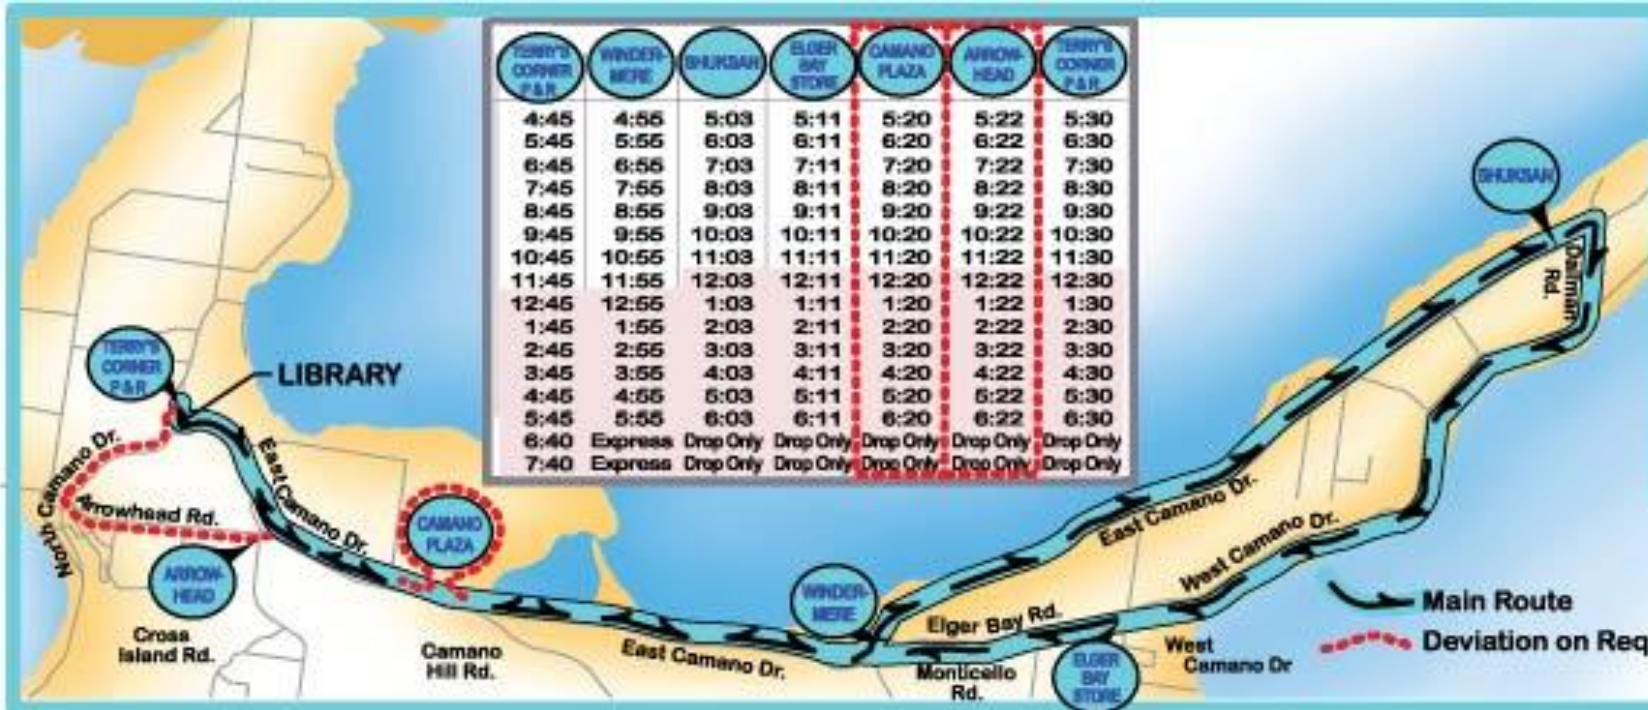 TERRY'S CORNER P & R WINDER-MERE SHUKSAN ELGER BAY STORE CAMANO PLAZA ARROW-HEAD TERRY'S CORNER P & R
4:45 4:55 5:03 5:11 5:20 5:22 5:30
5:45 5:55 6:03 6:11 6:20 6:22 6:30
6:45 6:55 7:03 7:11 7:20 7:22 7:30
7:45 7:55 8:03 8:11 8:20 8:22 8:30
8:45 8:55 9:03 9:11 9:20 9:22 9:30
9:45 9:55 10:03 10:11 10:20 10:22 10:30
10:45 10:55 11:03 11:11 11:20 11:22 11:30
11:45 11:55 12:03 12:11 12:20 12:22 12:30
12:45 12:55 1:03 1:11 1:20 1:22 1:30
1:45 1:55 2:03 2:11 2:20 2:22 2:30
2:45 2:55 3:03 3:11 3:20 3:22 3:30
3:45 3:55 4:03 4:11 4:20 4:22 4:30
4:45 4:55 5:03 5:11 5:20 5:22 5:30
5:45 5:55 6:03 6:11 6:20 6:22 6:30
6:40 Express Drop Only Drop Only Drop Only Drop Only Drop Only
7:40 Express Drop Only Drop Only Drop Only Drop Only Drop Only
SHUKSAN
Dallman
Rd.
TERRY'S
CORNER
P & R
LIBRARY
North Camano Dr.
East Camano Dr.
Arrowhead Rd.
ARROW-
HEAD
CAMANO
PLAZA
Cross
Island Rd.
Camano
Hill Rd.
East Camano Dr.
WINDER-
MERE
East Camano Dr.
West Camano Dr.
Elger Bay Rd.
Monticello
Rd.
ELGER
BAY
STORE
West
Camano Dr
Main Route
Deviation on Req